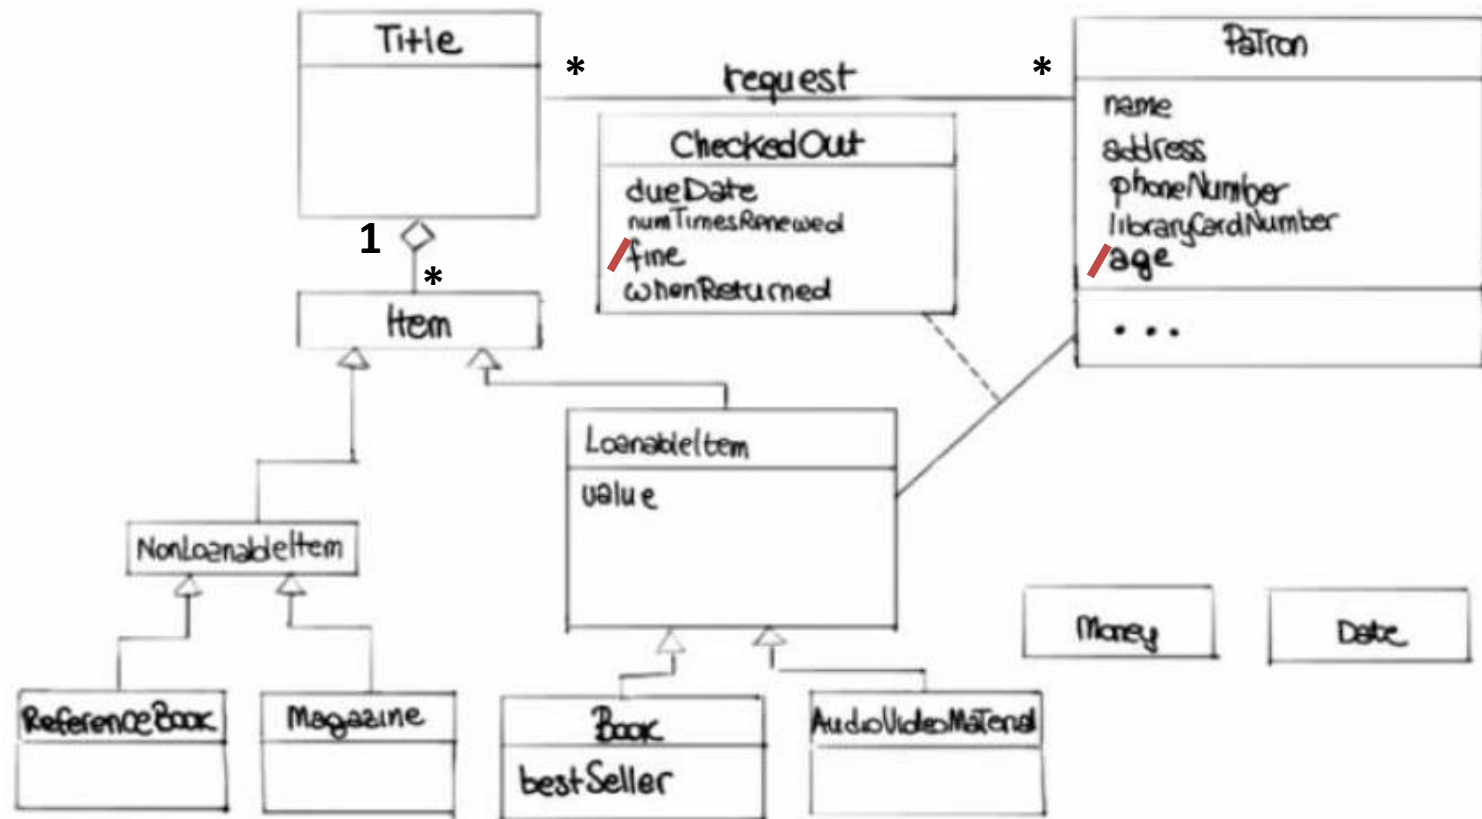 Title
*
request
*
Patron
name
address
phoneNumber
libraryCardNumber
/age
...
CheckedOut
dueDate
numTimesRenewed
/fine
whenReturned
1
*
Item
LoanableItem
value
NonLoanableItem
Money
Date
ReferenceBook
Magazine
Book
bestSeller
AudioVideoMaterial